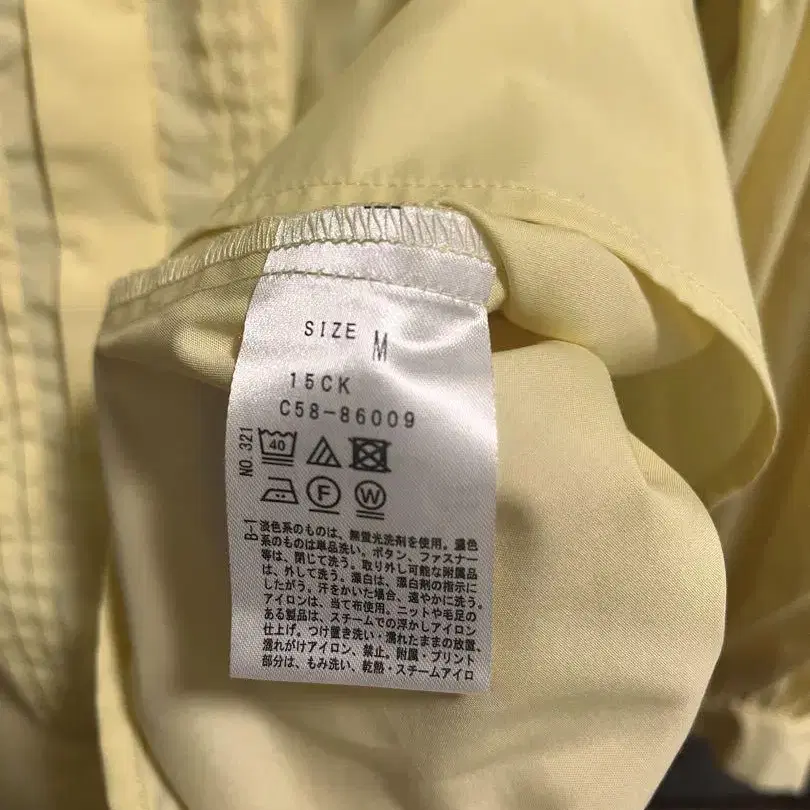 SIZE M
15CK
C58-86009
NO. 321
40
F W
B-1
淡色系のものは、無蛍光洗剤を使用。濃色
系のものは単品洗い。ボタン、ファスナー
等は、閉じて洗う。取り外し可能な附属品
は、外して洗う。漂白は、漂白剤の指示に
したがう。汗をかいた場合、速やかに洗う。
アイロンは、当て布使用、ニットや毛足の
ある製品は、スチームでの浮かしアイロン
仕上げ。つけ置き洗い・濡れたままの放置、
濡れがけアイロン、禁止。附属・プリント
部分は、もみ洗い、乾熱・スチームアイロ